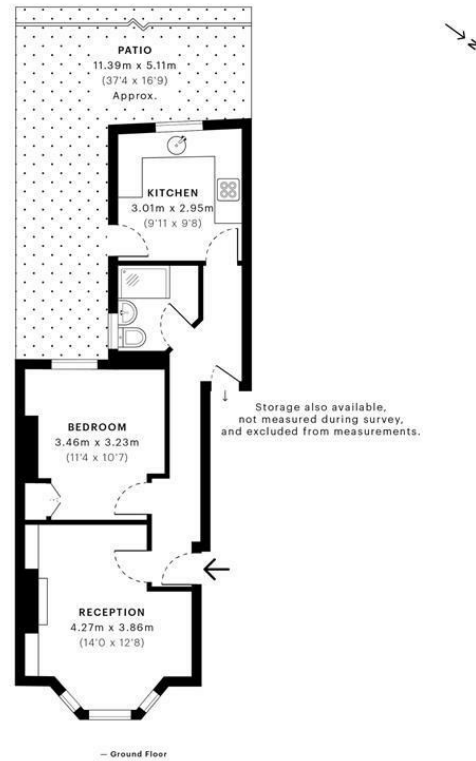 N
PATIO
11.39m x 5.11m
(37'4 x 16'9)
Approx.
KITCHEN
3.01m x 2.95m
(9'11 x 9'8)
Storage also available,
not measured during survey,
and excluded from measurements.
BEDROOM
3.46m x 3.23m
(11'4 x 10'7)
RECEPTION
4.27m x 3.86m
(14'0 x 12'8)
— Ground Floor